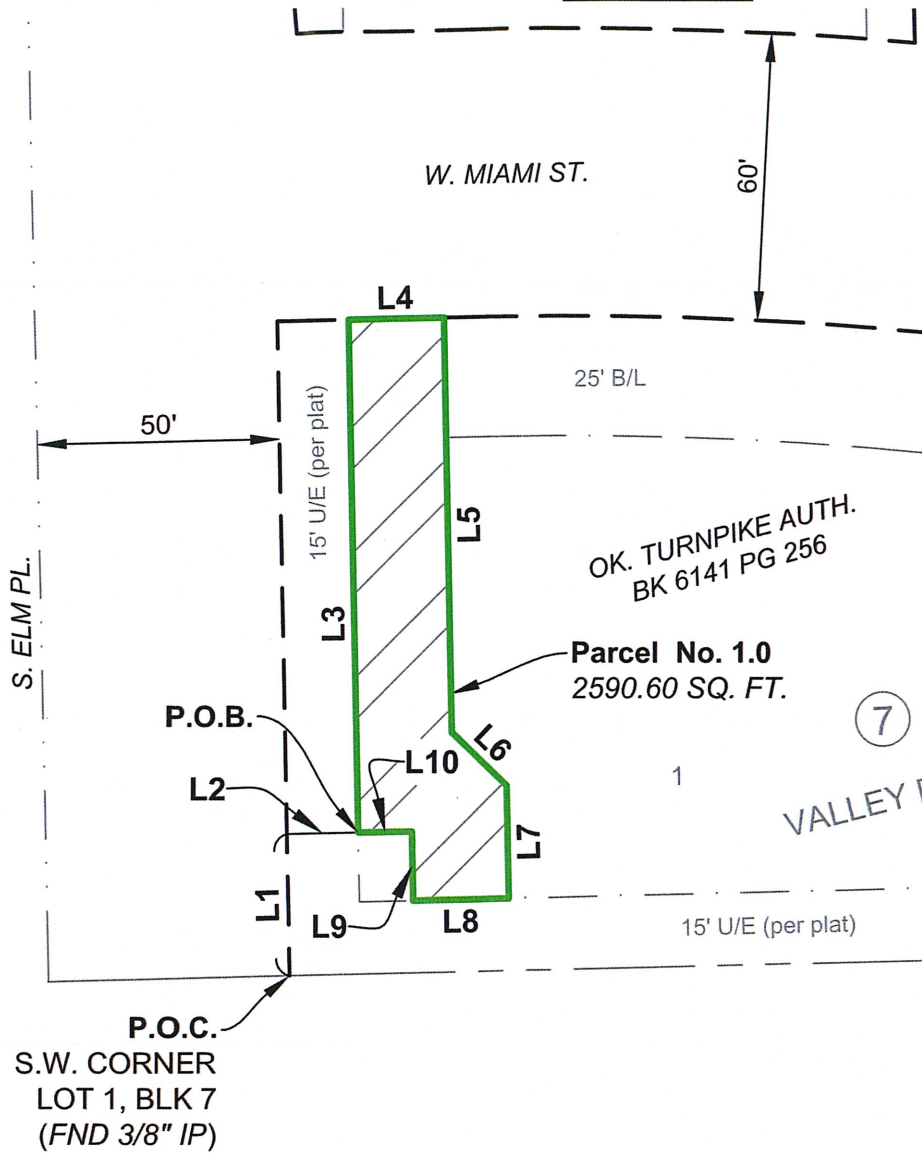 W. MIAMI ST.
60'
L4
25' B/L
50'
15' U/E (per plat)
L5
OK. TURNPIKE AUTH.
BK 6141 PG 256
S. ELM PL.
L3
Parcel No. 1.0
2590.60 SQ. FT.
P.O.B.
7
L6
L10
L2
1
VALLEY
L7
L1
L9
L8
15' U/E (per plat)
P.O.C.
S.W. CORNER
LOT 1, BLK 7
(FND 3/8" IP)